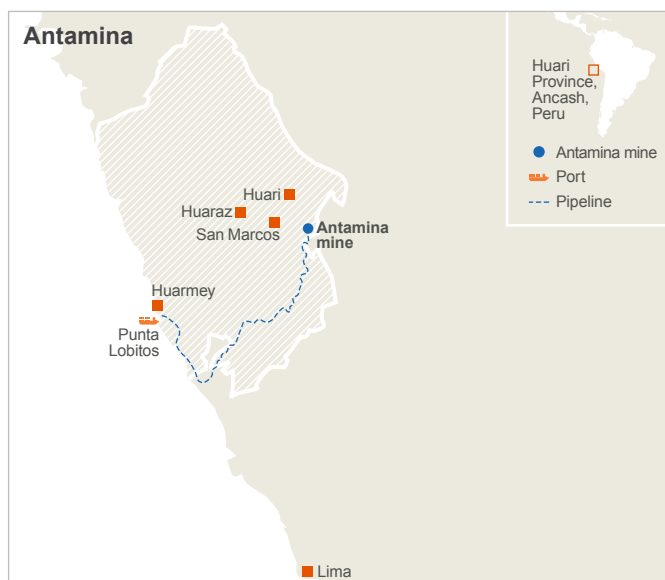 Antamina
Huari
Province,
Ancash,
Peru
Antamina mine
Port
Pipeline
Huari
Huaraz
San Marcos
Antamina
mine
Huarmey
Punta
Lobitos
Lima